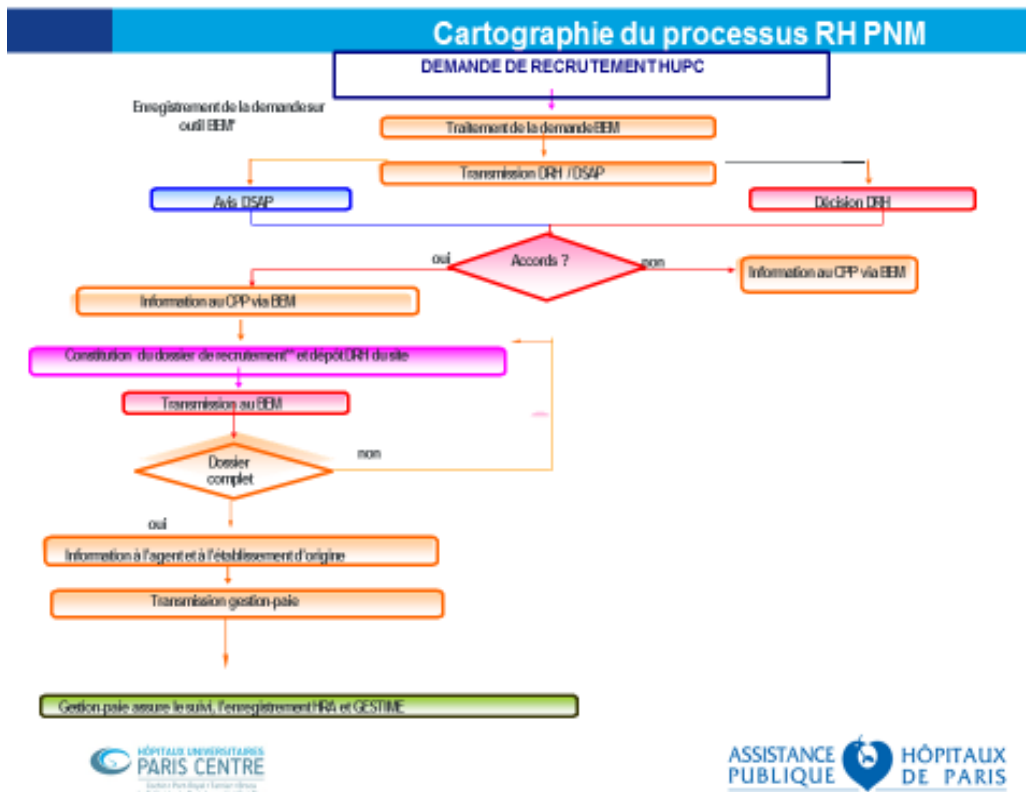 Cartographie du processus RH PNM
DEMANDE DE RECRUTEMENT HUPC
Enregistrement de la demande sur
outil BEM*
Traitement de la demande BEM
Transmission DRH / DSAP
Avis DSAP
Décision DRH
Accords ?
oui
non
Information au CPP via BEM
Information au CPP via BEM
Constitution du dossier de recrutement** et dépôt DRH du site
Transmission au BEM
Dossier
complet
non
oui
Information à l'agent et à l'établissement d'origine
Transmission gestion-paie
Gestion-paie assure le suivi, l'enregistrement HRA et GESTIME
HÔPITAUX UNIVERSITAIRES
PARIS CENTRE
ASSISTANCE
PUBLIQUE
HÔPITAUX
DE PARIS